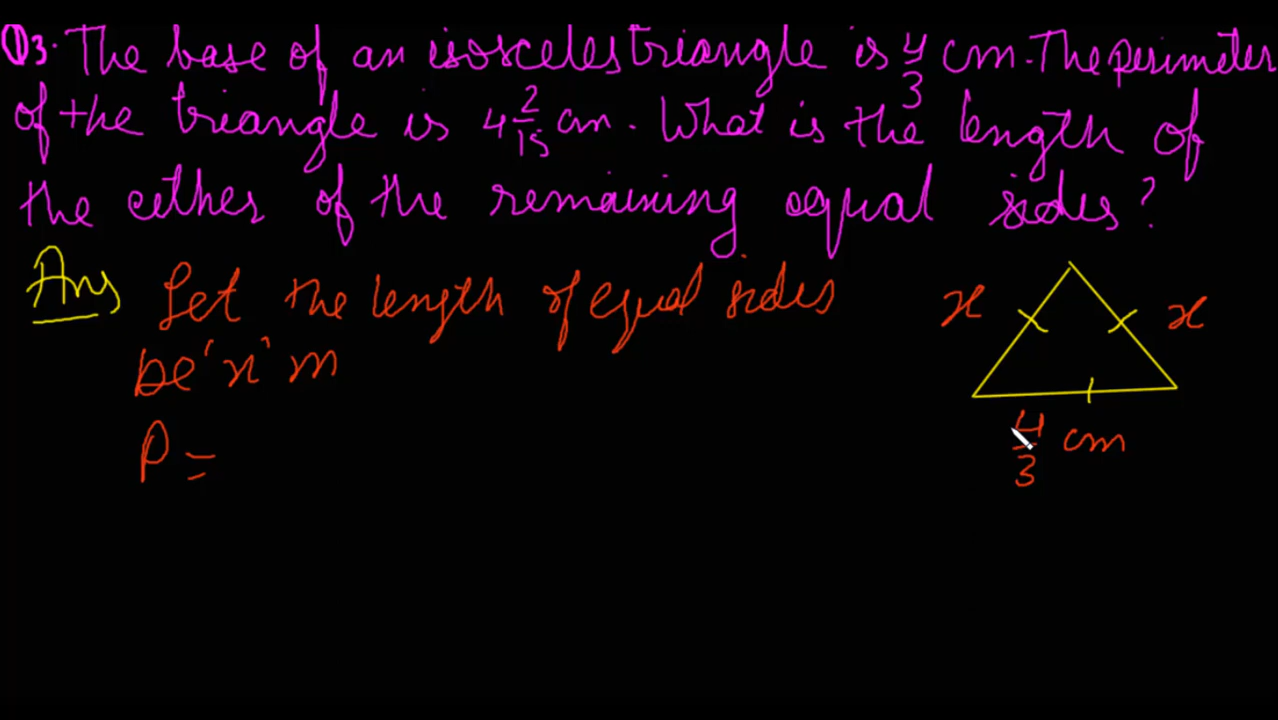 Q3. The base of an isosceles triangle is 4/3 cm. The perimeter
of the triangle is 4 2/15 cm. What is the length of
the either of the remaining equal sides?
Ans Let the length of equal sides
be 'x' m
x x
P =
4/3 cm